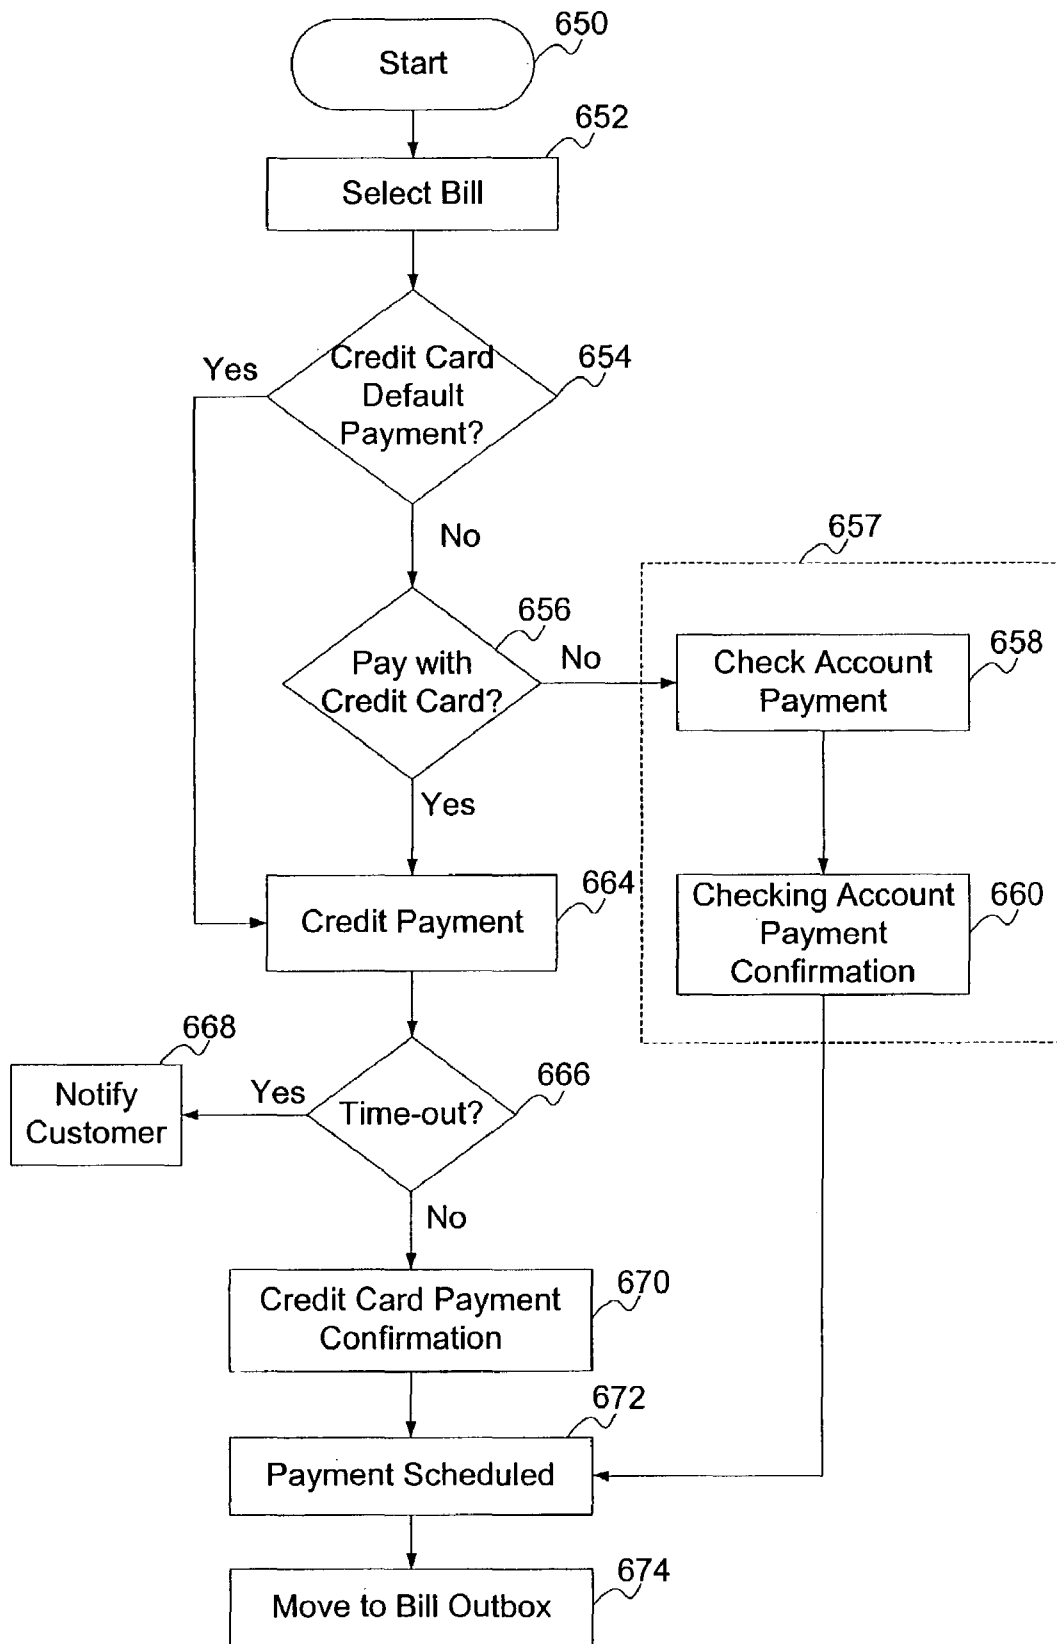 650
Start
652
Select Bill
Credit Card
Default
Payment?
654
Yes
No
657
656
Pay with
Credit Card?
No
Check Account
Payment
658
Yes
664
Credit Payment
Checking Account
Payment
Confirmation
660
668
Notify
Customer
Yes
Time-out?
666
No
Credit Card Payment
Confirmation
670
672
Payment Scheduled
674
Move to Bill Outbox